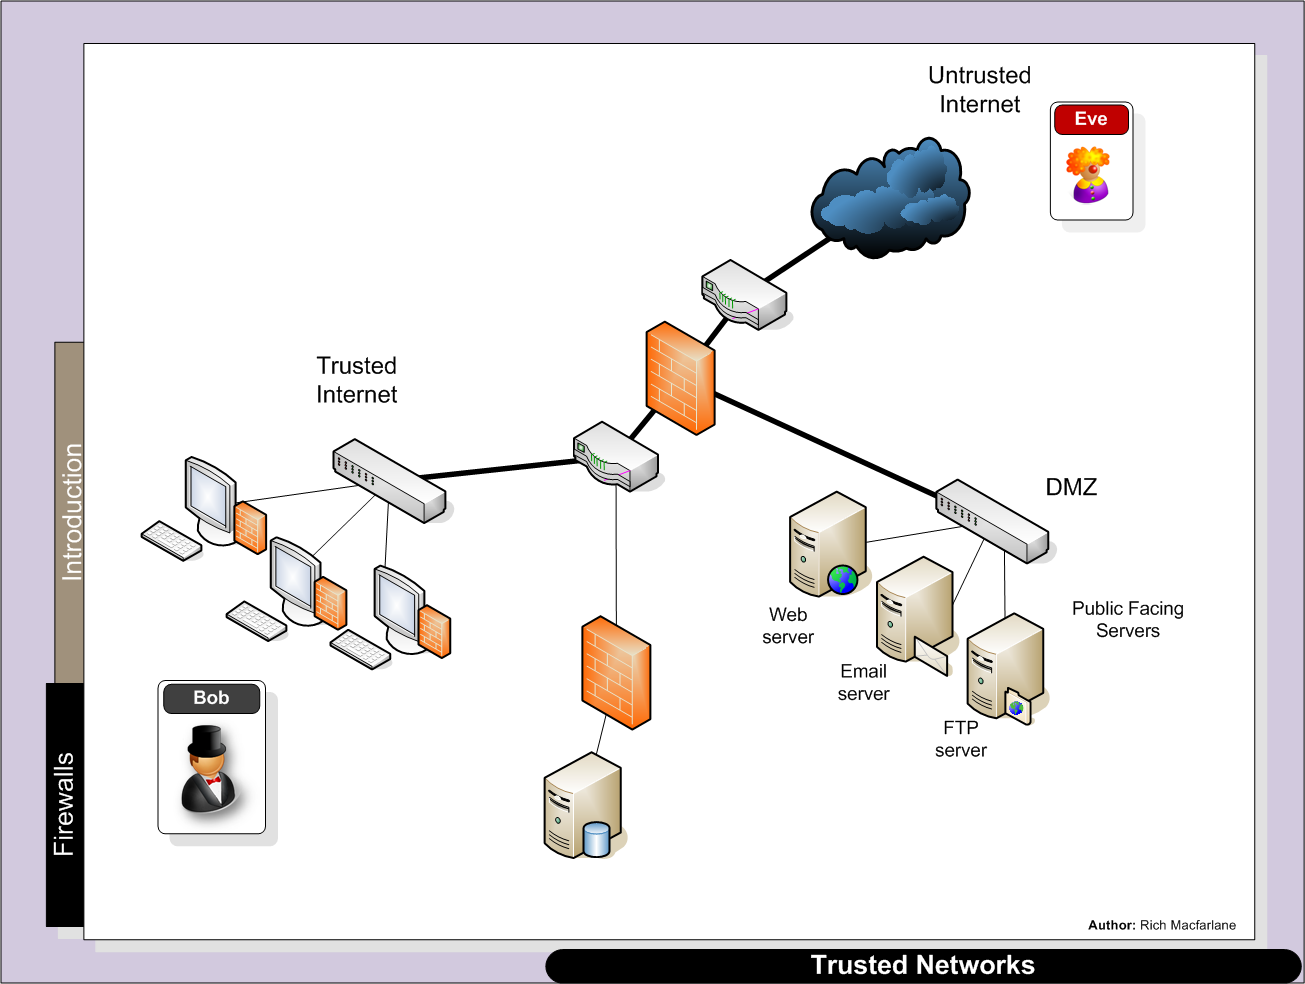 Untrusted
Internet
Eve
Trusted
Internet
DMZ
Web
server
Public Facing
Servers
Email
server
FTP
server
Bob
Introduction
Firewalls
Author: Rich Macfarlane
Trusted Networks